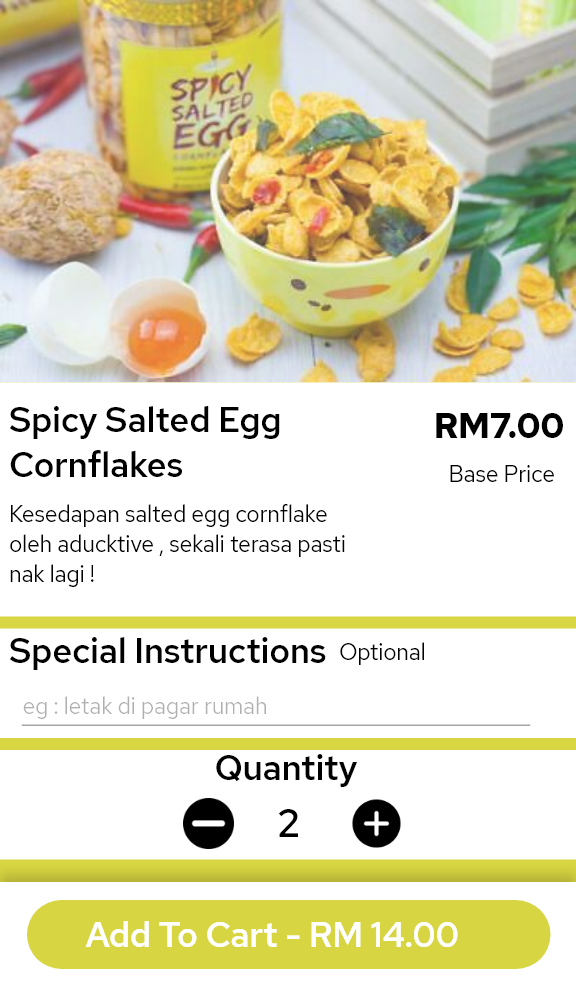 SPICY
SALTED
EGG
Spicy Salted Egg
Cornflakes
RM7.00
Base Price
Kesedapan salted egg cornflake
oleh aducktive , sekali terasa pasti
nak lagi !
Special Instructions Optional
eg : letak di pagar rumah
Quantity
2
Add To Cart - RM 14.00